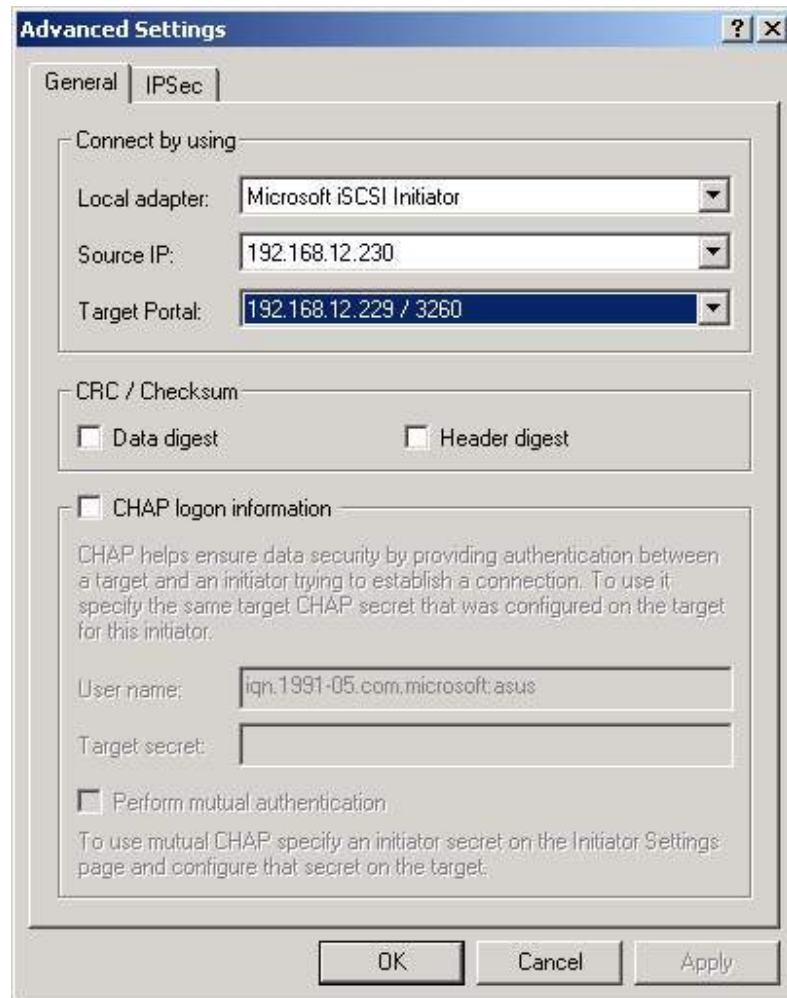 Advanced Settings
General
IPSec
Connect by using
Local adapter:
Microsoft iSCSI Initiator
Source IP:
192.168.12.230
Target Portal:
192.168.12.229 / 3260
CRC / Checksum
Data digest
Header digest
CHAP logon information
CHAP helps ensure data security by providing authentication between
a target and an initiator trying to establish a connection. To use it
specify the same target CHAP secret that was configured on the target
for this initiator.
User name:
iqn.1991-05.com.microsoft:asus
Target secret:
Perform mutual authentication
To use mutual CHAP specify an initiator secret on the Initiator Settings
page and configure that secret on the target.
OK
Cancel
Apply